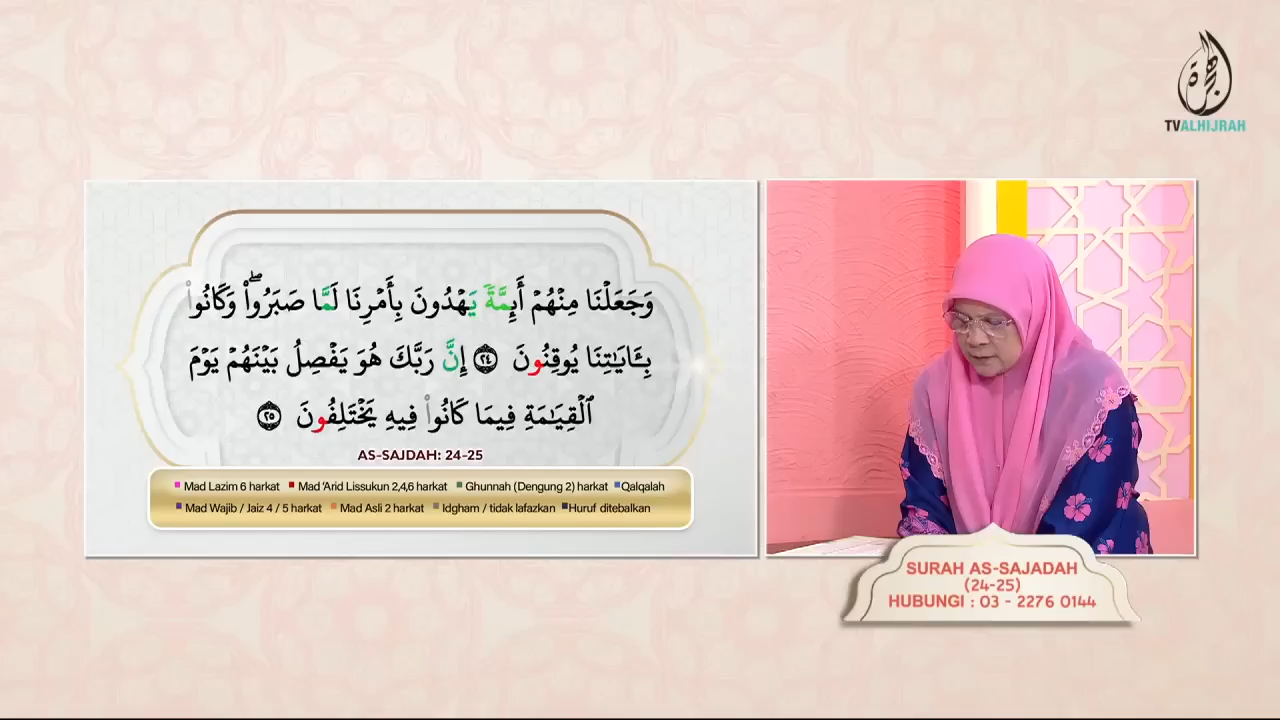 هجرة
TVALHIJRAH
وَجَعَلْنَا مِنْهُمْ أَئِمَّةً يَهْدُونَ بِأَمْرِنَا لَمَّا صَبَرُوا۟ ۖ وَكَانُوا۟
بِـَٔايَـٰتِنَا يُوقِنُونَ ٢٤ إِنَّ رَبَّكَ هُوَ يَفْصِلُ بَيْنَهُمْ يَوْمَ
ٱلْقِيَـٰمَةِ فِيمَا كَانُوا۟ فِيهِ يَخْتَلِفُونَ ٢٥
AS-SAJDAH: 24-25
Mad Lazim 6 harkat Mad 'Arid Lissukun 2,4,6 harkat Ghunnah (Dengung 2) harkat Qalqalah
Mad Wajib / Jaiz 4 / 5 harkat Mad Asli 2 harkat Idgham / tidak lafazkan Huruf ditebalkan
SURAH AS-SAJADAH
(24-25)
HUBUNGI : 03 - 2276 0144